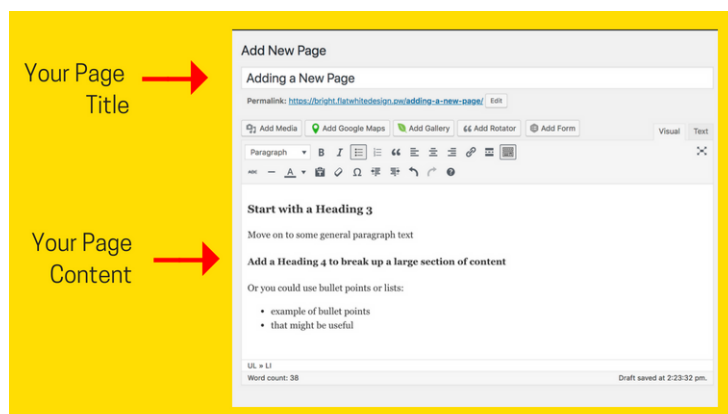 Your Page
Title
Add New Page
Adding a New Page
Permalink: https://bright.flatwhitedesign.pw/adding-a-new-page/ Edit
Add Media Add Google Maps Add Gallery Add Rotator Add Form Visual Text
Paragraph B I
ABC A Ω
Your Page
Content
Start with a Heading 3
Move on to some general paragraph text
Add a Heading 4 to break up a large section of content
Or you could use bullet points or lists:
• example of bullet points
• that might be useful
UL » LI
Word count: 38 Draft saved at 2:23:32 pm.